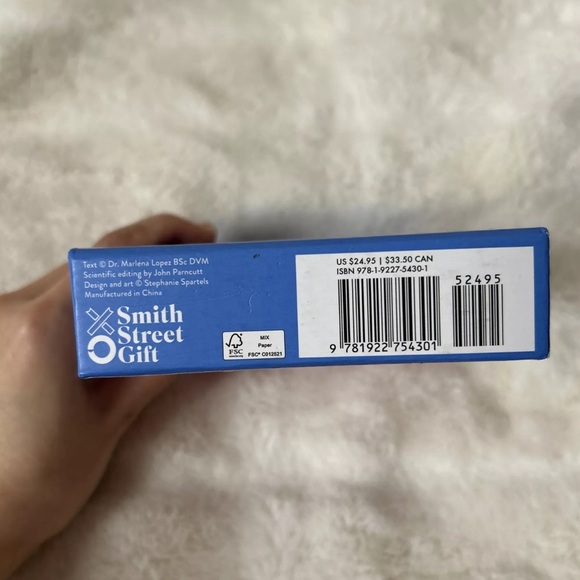 Text © Dr. Marlena Lopez BSc DVM
Scientific editing by John Parncutt
Design and art © Stephanie Spartels
Manufactured in China
Smith
Street
Gift
FSC
MIX
Paper
FSC® C012521
US $24.95 | $33.50 CAN
ISBN 978-1-9227-5430-1
52495
9 781922 754301